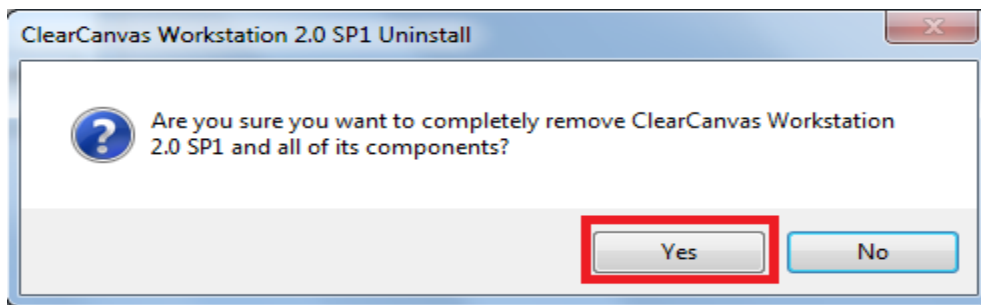 ClearCanvas Workstation 2.0 SP1 Uninstall
Are you sure you want to completely remove ClearCanvas Workstation
2.0 SP1 and all of its components?
Yes
No